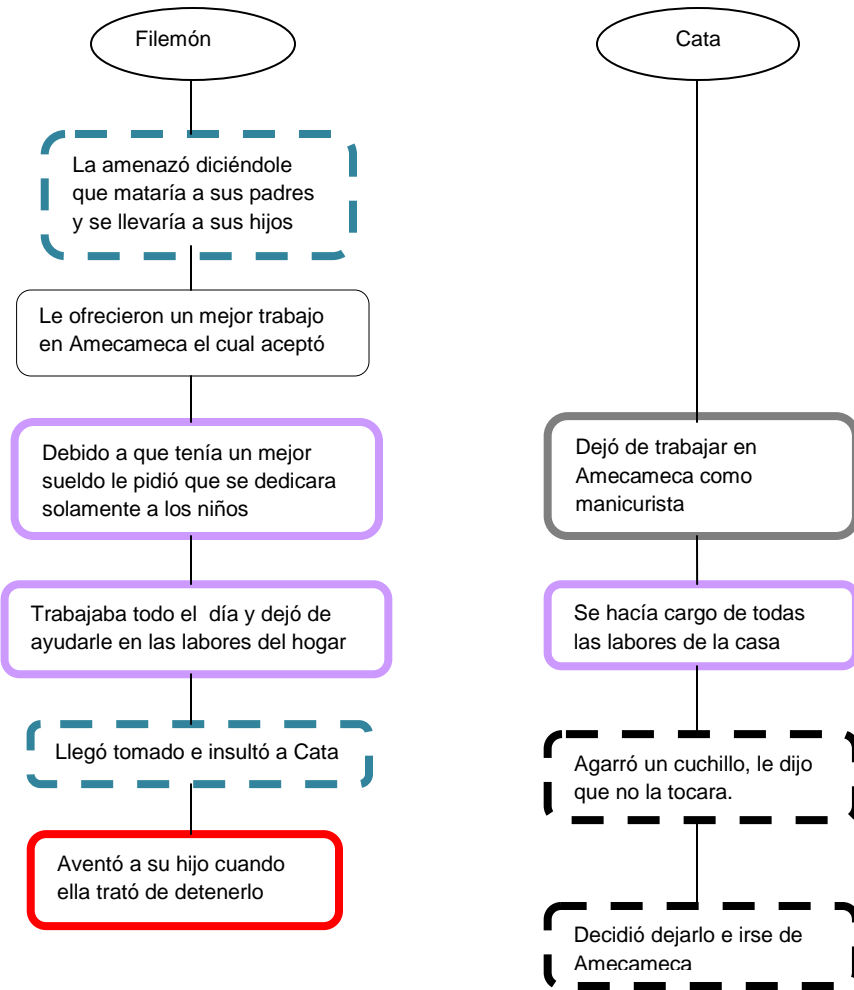 Filemón
La amenazó diciéndole
que mataría a sus padres
y se llevaría a sus hijos
Le ofrecieron un mejor trabajo
en Amecameca el cual aceptó
Debido a que tenía un mejor
sueldo le pidió que se dedicara
solamente a los niños
Trabajaba todo el día y dejó de
ayudarle en las labores del hogar
Llegó tomado e insultó a Cata
Aventó a su hijo cuando
ella trató de detenerlo
Cata
Dejó de trabajar en
Amecameca como
manicurista
Se hacía cargo de todas
las labores de la casa
Agarró un cuchillo, le dijo
que no la tocara.
Decidió dejarlo e irse de
Amecameca